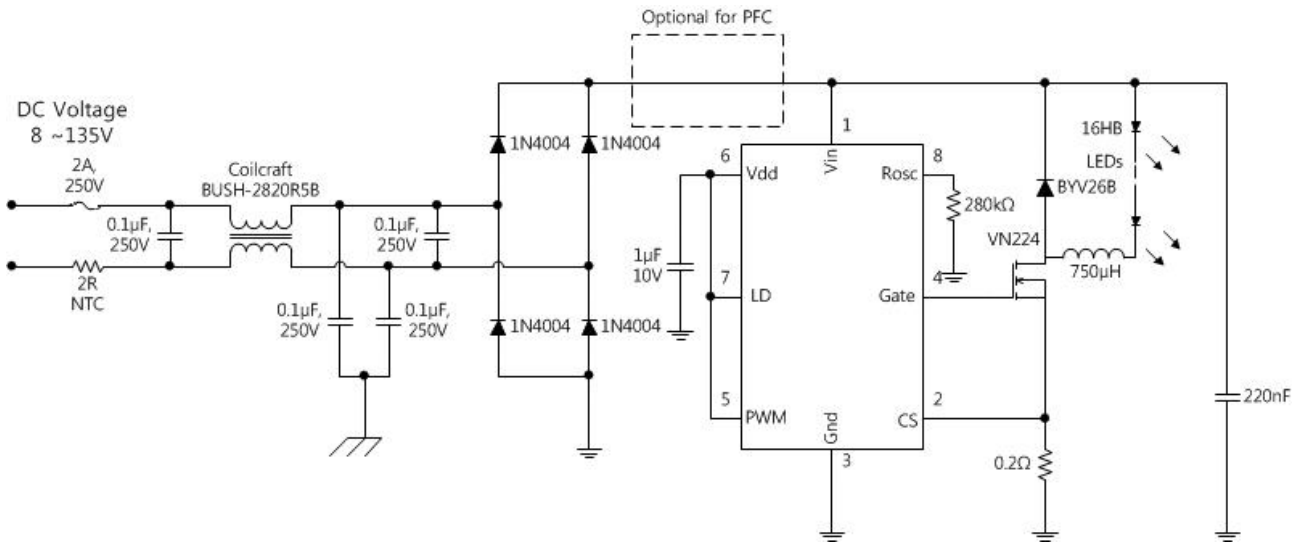 Optional for PFC
DC Voltage
8 ~135V
2A,
250V
Coilcraft
BUSH-2820R5B
0.1µF,
250V
0.1µF,
250V
2R
NTC
0.1µF,
250V
0.1µF,
250V
1N4004
1N4004
1N4004
1N4004
1µF
10V
6
Vdd
7
LD
5
PWM
1
Vin
8
Rosc
280kΩ
4
Gate
2
CS
Gnd
3
VN224
BYV26B
750µH
16HB
LEDs
0.2Ω
220nF